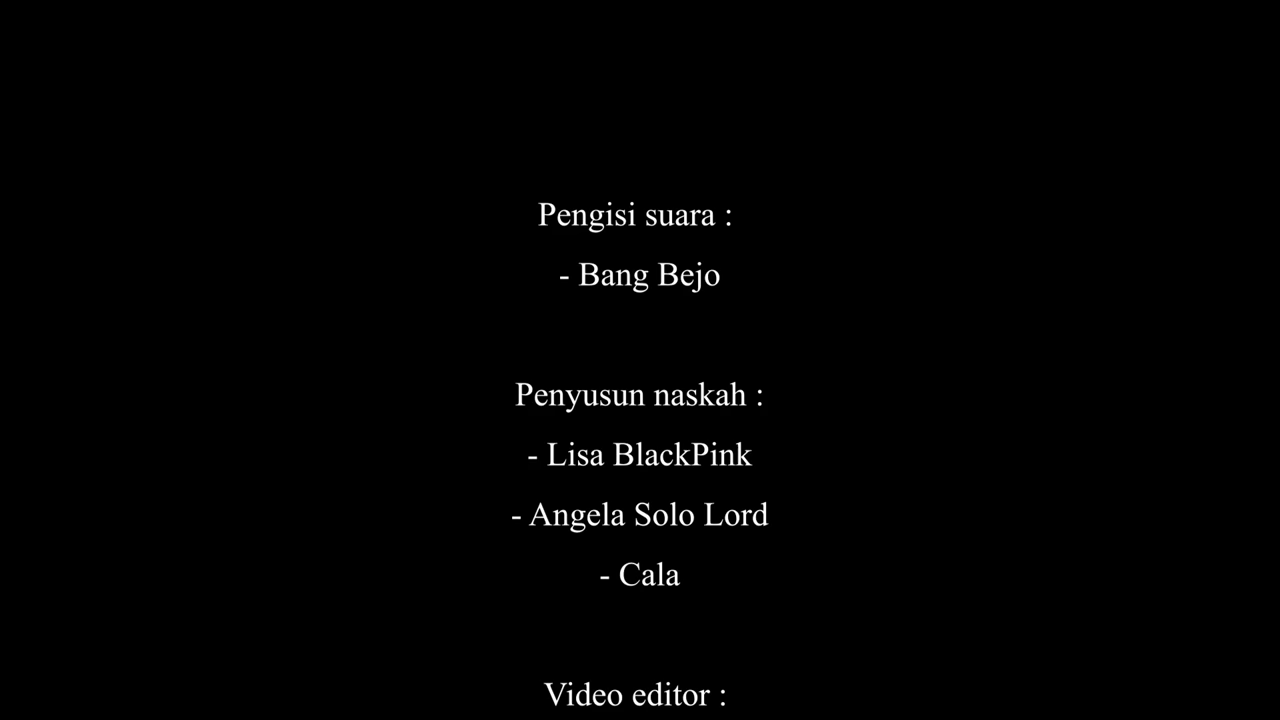 Pengisi suara :
- Bang Bejo
Penyusun naskah :
- Lisa BlackPink
- Angela Solo Lord
- Cala
Video editor :